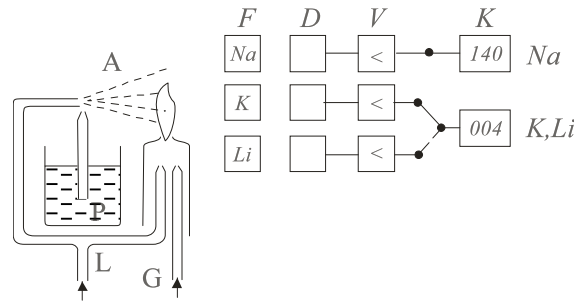 F D V K
A
Na < 140 Na
K <
004 K,Li
Li <
P
L
G